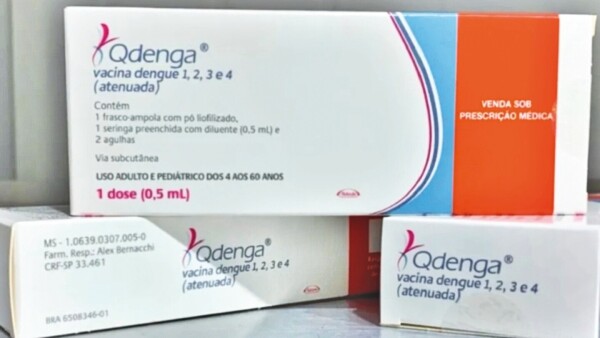 Qdenga®
vacina dengue 1, 2, 3 e 4
(atenuada)
Contém
1 frasco-ampola com pó liofilizado,
1 seringa preenchida com diluente (0,5 mL) e
2 agulhas
Via subcutânea
USO ADULTO E PEDIÁTRICO DOS 4 AOS 60 ANOS
1 dose (0,5 mL)
VENDA SOB
PRESCRIÇÃO MÉDICA
MS - 1.0639.0307.005-0
Farm. Resp.: Alex Bernacchi
CRF-SP 33.461
BRA 6508346-01
Qdenga®
vacina dengue 1, 2, 3 e 4
(atenuada)
Qdenga®
vacina dengue 1, 2, 3 e 4
(atenuada)